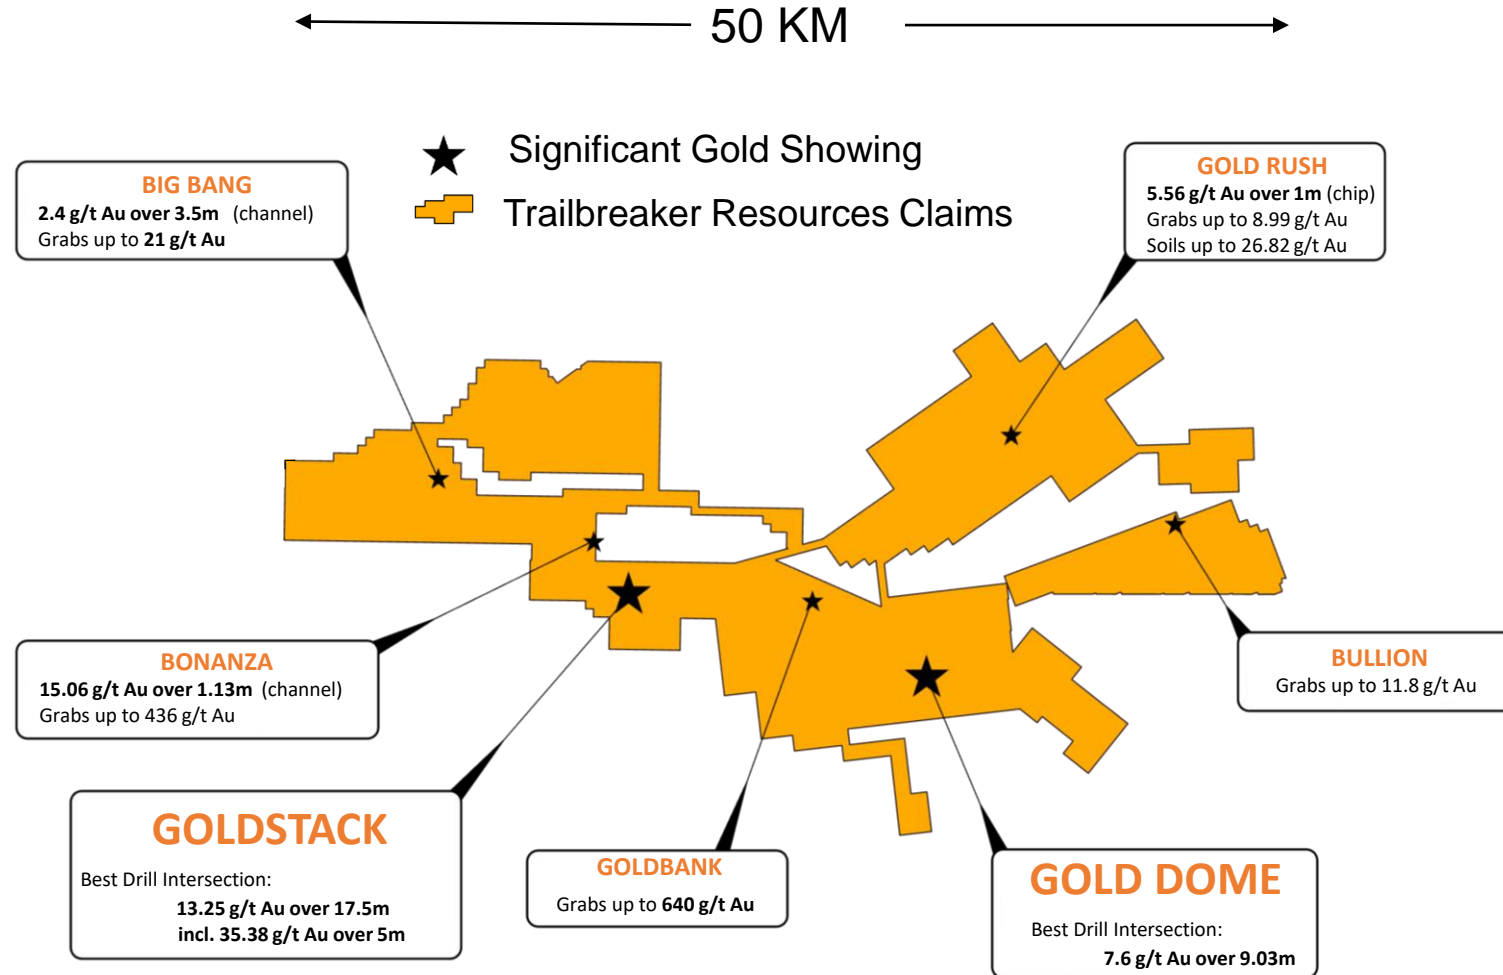 50 KM
Significant Gold Showing
Trailbreaker Resources Claims
BIG BANG
2.4 g/t Au over 3.5m (channel)
Grabs up to 21 g/t Au
GOLD RUSH
5.56 g/t Au over 1m (chip)
Grabs up to 8.99 g/t Au
Soils up to 26.82 g/t Au
BONANZA
15.06 g/t Au over 1.13m (channel)
Grabs up to 436 g/t Au
BULLION
Grabs up to 11.8 g/t Au
GOLDSTACK
Best Drill Intersection:
13.25 g/t Au over 17.5m
incl. 35.38 g/t Au over 5m
GOLDBANK
Grabs up to 640 g/t Au
GOLD DOME
Best Drill Intersection:
7.6 g/t Au over 9.03m